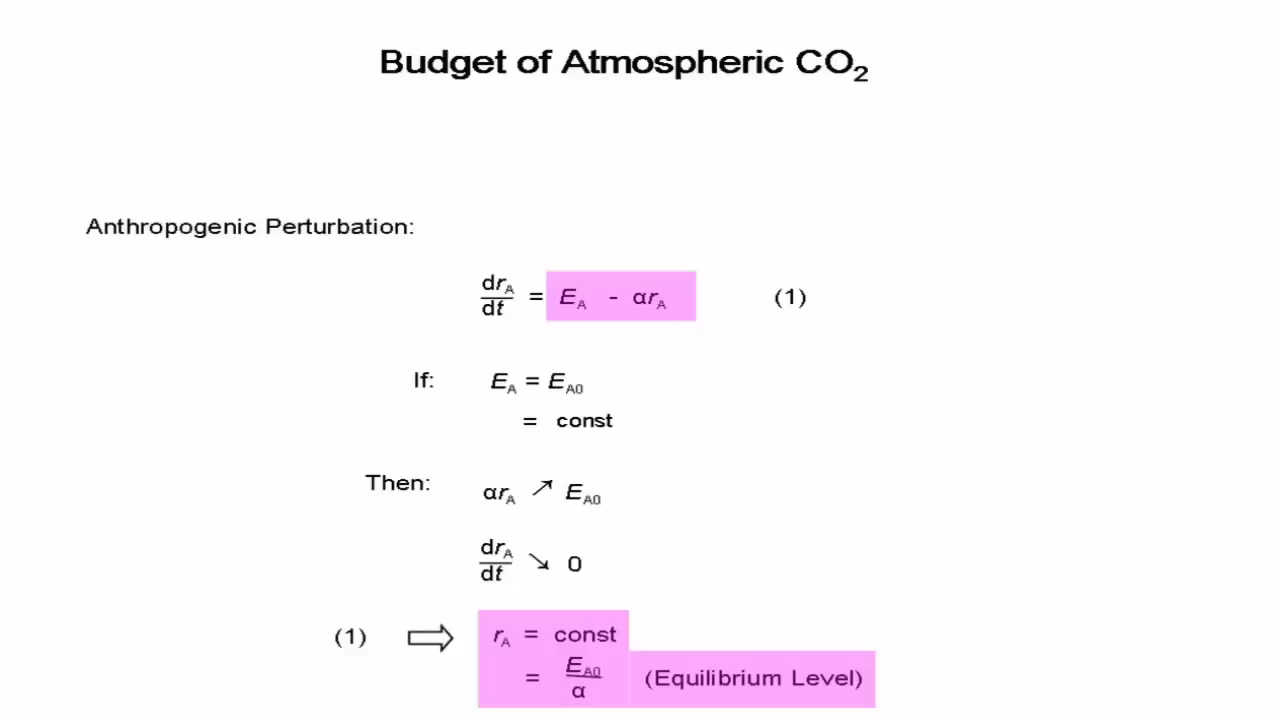 Budget of Atmospheric CO₂
Anthropogenic Perturbation:
drA/dt = EA - αrA (1)
If: EA = EA0
= const
Then: αrA ↗ EA0
drA/dt ↘ 0
(1) ⇨ rA = const
= EA0/α (Equilibrium Level)